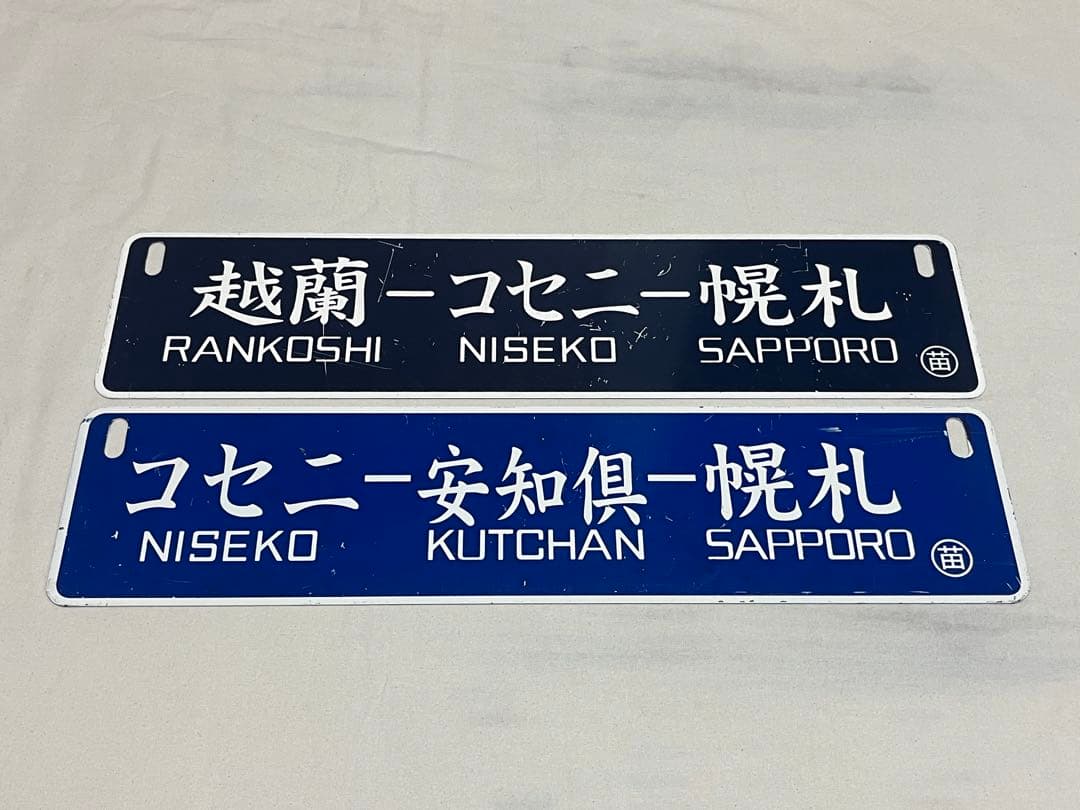 札幌ーニセコー蘭越
RANKOSHI NISEKO SAPPORO
苗
札幌ー倶知安ーニセコ
NISEKO KUTCHAN SAPPORO
苗